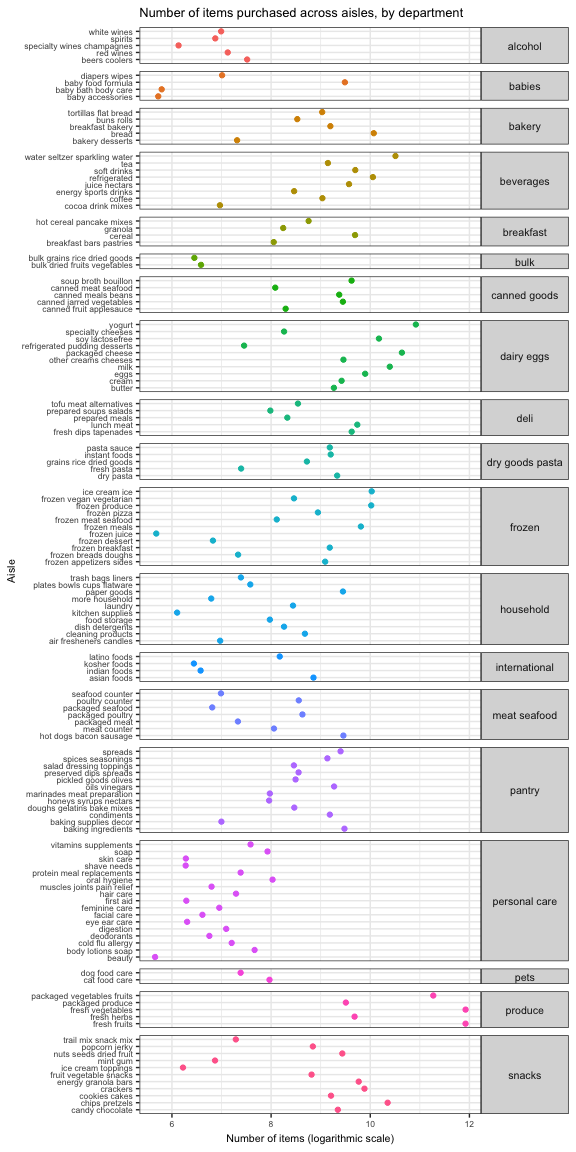 Number of items purchased across aisles, by department
white wines
spirits
specialty wines champagnes
red wines
beers coolers
alcohol
diapers wipes
baby food formula
baby bath body care
baby accessories
babies
tortillas flat bread
buns rolls
breakfast bakery
bread
bakery desserts
bakery
water seltzer sparkling water
tea
soft drinks
refrigerated
juice nectars
energy sports drinks
coffee
cocoa drink mixes
beverages
hot cereal pancake mixes
granola
cereal
breakfast bars pastries
breakfast
bulk grains rice dried goods
bulk dried fruits vegetables
bulk
soup broth bouillon
canned meat seafood
canned meals beans
canned jarred vegetables
canned fruit applesauce
canned goods
yogurt
specialty cheeses
soy lactosefree
refrigerated pudding desserts
packaged cheese
other creams cheeses
milk
eggs
cream
butter
dairy eggs
tofu meat alternatives
prepared soups salads
prepared meals
lunch meat
fresh dips tapenades
deli
pasta sauce
instant foods
grains rice dried goods
fresh pasta
dry pasta
dry goods pasta
ice cream ice
frozen vegan vegetarian
frozen produce
frozen pizza
frozen meat seafood
frozen meals
frozen juice
frozen dessert
frozen breakfast
frozen breads doughs
frozen appetizers sides
frozen
trash bags liners
plates bowls cups flatware
paper goods
more household
laundry
kitchen supplies
food storage
dish detergents
cleaning products
air fresheners candles
household
latino foods
kosher foods
indian foods
asian foods
international
seafood counter
poultry counter
packaged seafood
packaged poultry
packaged meat
meat counter
hot dogs bacon sausage
meat seafood
spreads
spices seasonings
salad dressing toppings
preserved dips spreads
pickled goods olives
oils vinegars
marinades meat preparation
honeys syrups nectars
doughs gelatins bake mixes
condiments
baking supplies decor
baking ingredients
pantry
vitamins supplements
soap
skin care
shave needs
protein meal replacements
oral hygiene
muscles joints pain relief
hair care
first aid
feminine care
facial care
eye ear care
digestion
deodorants
cold flu allergy
body lotions soap
beauty
personal care
dog food care
cat food care
pets
packaged vegetables fruits
packaged produce
fresh vegetables
fresh herbs
fresh fruits
produce
trail mix snack mix
popcorn jerky
nuts seeds dried fruit
mint gum
ice cream toppings
fruit vegetable snacks
energy granola bars
crackers
cookies cakes
chips pretzels
candy chocolate
snacks
6 8 10 12
Number of items (logarithmic scale)
Aisle